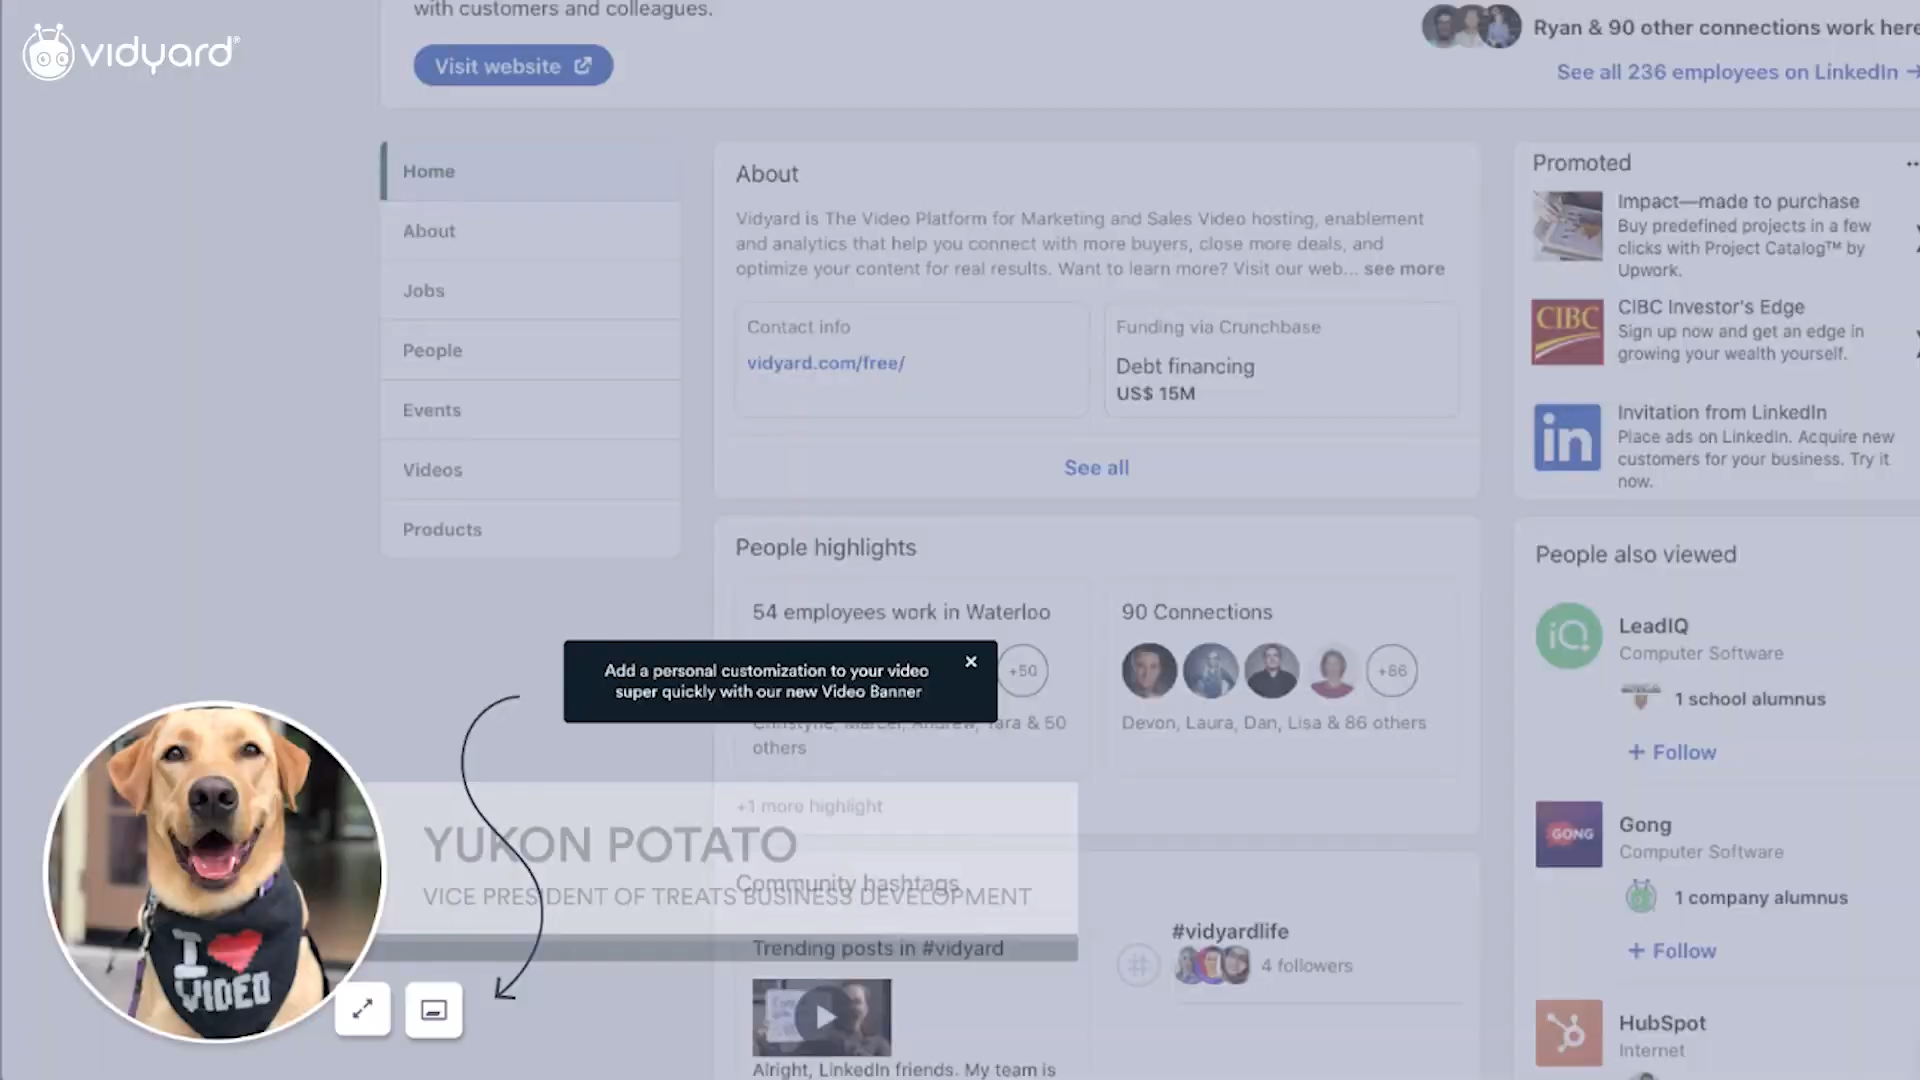 with customers and colleagues.
vidyard
Visit website
Ryan & 90 other connections work here
See all 236 employees on LinkedIn →
Home
About
Jobs
People
Events
Videos
Products
About
Vidyard is The Video Platform for Marketing and Sales Video hosting, enablement
and analytics that help you connect with more buyers, close more deals, and
optimize your content for real results. Want to learn more? Visit our web... see more
Contact info
vidyard.com/free/
Funding via Crunchbase
Debt financing
US$ 15M
See all
Promoted
Impact—made to purchase
Buy predefined projects in a few
clicks with Project Catalog™ by
Upwork.
CIBC
CIBC Investor's Edge
Sign up now and get an edge in
growing your wealth yourself.
in
Invitation from LinkedIn
Place ads on LinkedIn. Acquire new
customers for your business. Try it
now.
People highlights
54 employees work in Waterloo
+50
Christyne, Marcel, Andrew, Tara & 50
others
90 Connections
+86
Devon, Laura, Dan, Lisa & 86 others
Add a personal customization to your video
super quickly with our new Video Banner
+1 more highlight
YUKON POTATO
VICE PRESIDENT OF TREATS BUSINESS DEVELOPMENT
Community hashtags
Trending posts in #vidyard
#
#vidyardlife
4 followers
Alright, LinkedIn friends. My team is
I
VIDEO
People also viewed
iQ
LeadIQ
Computer Software
1 school alumnus
+ Follow
GONG
Gong
Computer Software
1 company alumnus
+ Follow
HubSpot
Internet